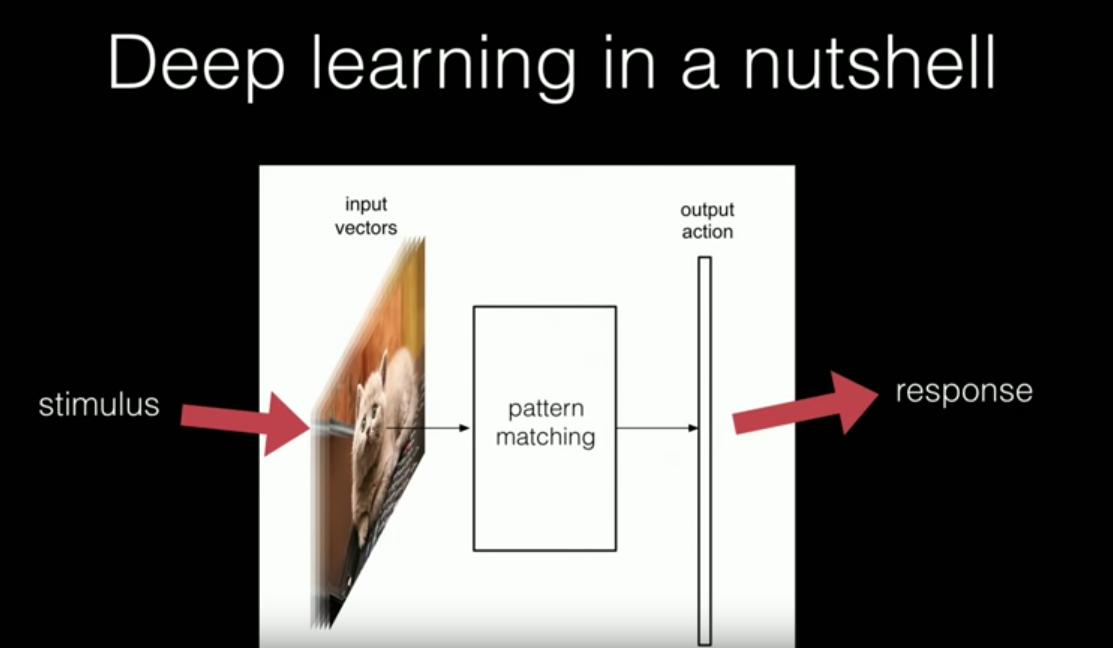 Deep learning in a nutshell
input
vectors
output
action
stimulus
pattern
matching
response